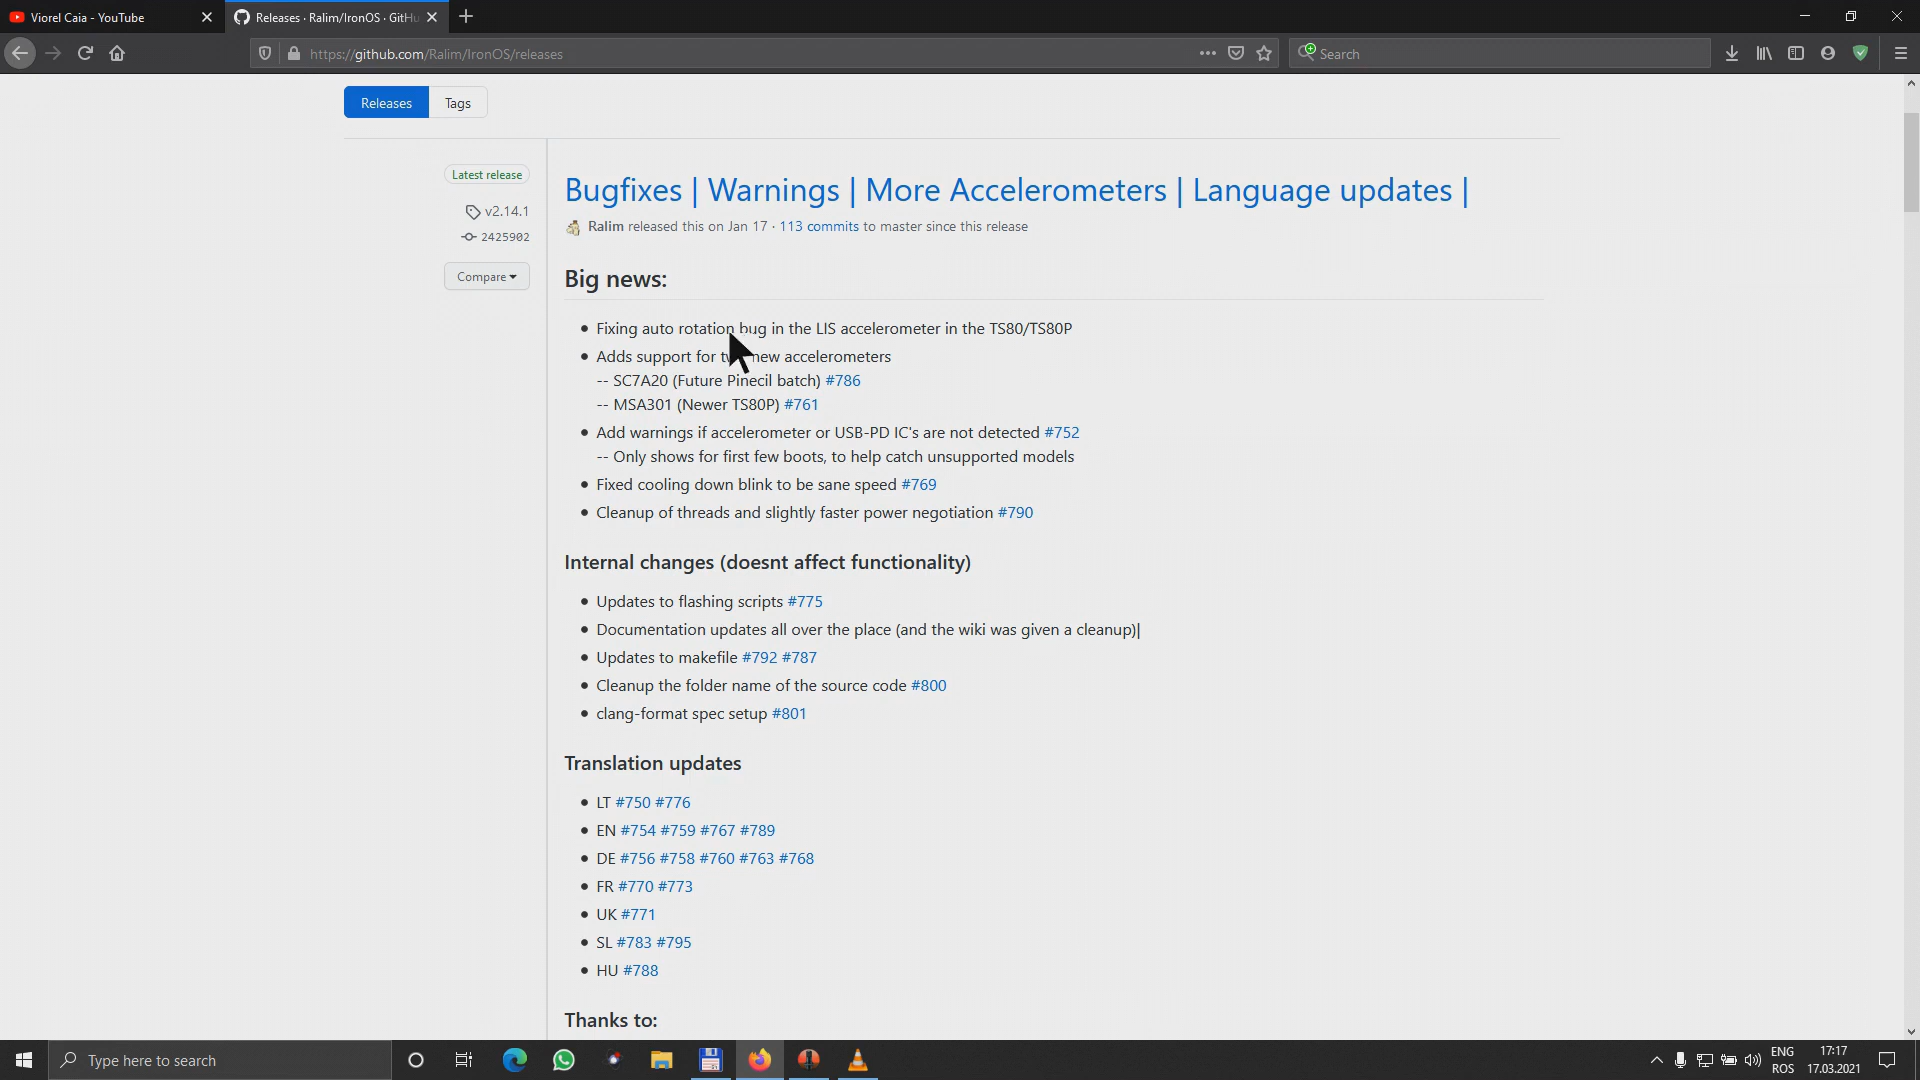 Viorel Caia - YouTube
Releases · Ralim/IronOS · GitHu
https://github.com/Ralim/IronOS/releases
Search
Releases
Tags
Latest release
v2.14.1
2425902
Compare
Bugfixes | Warnings | More Accelerometers | Language updates |
Ralim released this on Jan 17 · 113 commits to master since this release
Big news:
Fixing auto rotation bug in the LIS accelerometer in the TS80/TS80P
Adds support for new accelerometers
-- SC7A20 (Future Pinecil batch) #786
-- MSA301 (Newer TS80P) #761
Add warnings if accelerometer or USB-PD IC's are not detected #752
-- Only shows for first few boots, to help catch unsupported models
Fixed cooling down blink to be sane speed #769
Cleanup of threads and slightly faster power negotiation #790
Internal changes (doesnt affect functionality)
Updates to flashing scripts #775
Documentation updates all over the place (and the wiki was given a cleanup)|
Updates to makefile #792 #787
Cleanup the folder name of the source code #800
clang-format spec setup #801
Translation updates
LT #750 #776
EN #754 #759 #767 #789
DE #756 #758 #760 #763 #768
FR #770 #773
UK #771
SL #783 #795
HU #788
Thanks to:
Type here to search
ENG
ROS
17:17
17.03.2021